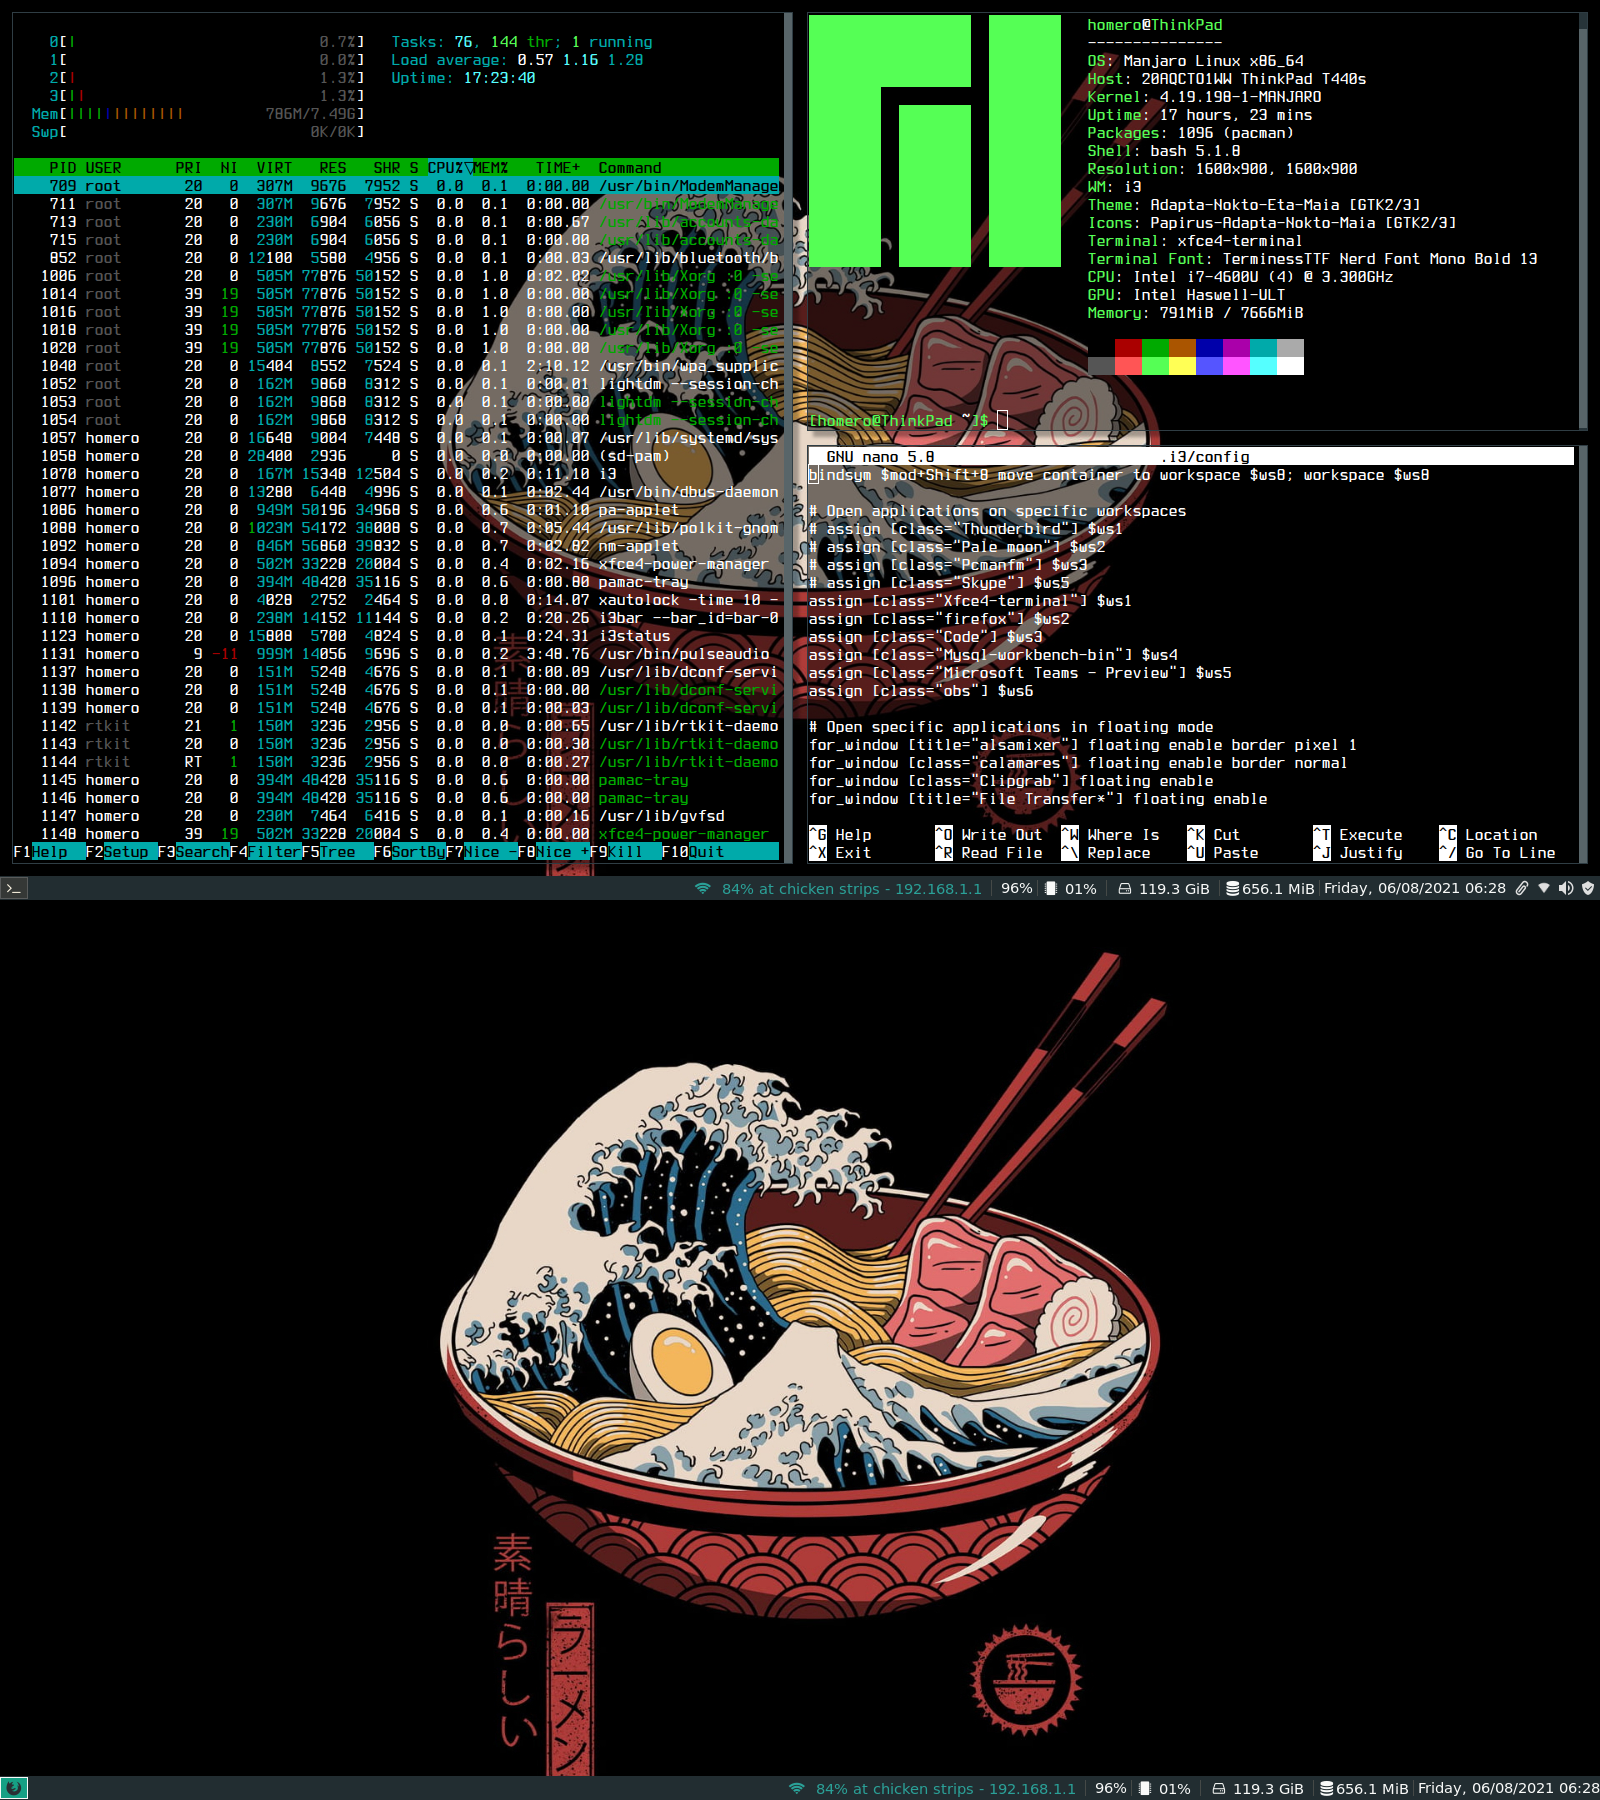 0[| 0.7%] Tasks: 76, 144 thr; 1 running
1[ 0.0%] Load average: 0.57 1.16 1.28
2[| 1.3%] Uptime: 17:23:40
3[|| 1.3%]
Mem[||||||||||||| 786M/7.49G]
Swp[ 0K/0K]
PID USER PRI NI VIRT RES SHR S CPU%▽MEM% TIME+ Command
709 root 20 0 307M 9676 7952 S 0.0 0.1 0:00.00 /usr/bin/ModemManage
711 root 20 0 307M 9676 7952 S 0.0 0.1 0:00.00 /usr/bin/ModemManage
713 root 20 0 230M 6904 6056 S 0.0 0.1 0:00.67 /usr/lib/accounts-da
715 root 20 0 230M 6904 6056 S 0.0 0.1 0:00.00 /usr/lib/accounts-da
852 root 20 0 12100 5580 4956 S 0.0 0.1 0:00.03 /usr/lib/bluetooth/b
1006 root 20 0 505M 77876 50152 S 0.0 1.0 0:02.02 /usr/lib/Xorg :0 -se
1014 root 39 19 505M 77876 50152 S 0.0 1.0 0:00.00 /usr/lib/Xorg :0 -se
1016 root 39 19 505M 77876 50152 S 0.0 1.0 0:00.00 /usr/lib/Xorg :0 -se
1018 root 39 19 505M 77876 50152 S 0.0 1.0 0:00.00 /usr/lib/Xorg :0 -se
1020 root 39 19 505M 77876 50152 S 0.0 1.0 0:00.00 /usr/lib/Xorg :0 -se
1040 root 20 0 15404 8552 7524 S 0.0 0.1 2:10.12 /usr/bin/wpa_supplic
1052 root 20 0 162M 9068 8312 S 0.0 0.1 0:00.01 lightdm --session-ch
1053 root 20 0 162M 9068 8312 S 0.0 0.1 0:00.00 lightdm --session-ch
1054 root 20 0 162M 9068 8312 S 0.0 0.1 0:00.00 lightdm --session-ch
1057 homero 20 0 16640 9004 7440 S 0.0 0.1 0:00.07 /usr/lib/systemd/sys
1058 homero 20 0 28400 2936 0 S 0.0 0.0 0:00.00 (sd-pam)
1070 homero 20 0 167M 15340 12504 S 0.0 0.2 0:11.18 i3
1077 homero 20 0 13280 6440 4996 S 0.0 0.1 0:02.44 /usr/bin/dbus-daemon
1086 homero 20 0 949M 50196 34968 S 0.0 0.6 0:01.10 pa-applet
1088 homero 20 0 1023M 54172 38008 S 0.0 0.7 0:05.44 /usr/lib/polkit-gnom
1092 homero 20 0 846M 56860 39832 S 0.0 0.7 0:02.82 nm-applet
1094 homero 20 0 502M 33228 20004 S 0.0 0.4 0:02.16 xfce4-power-manager
1096 homero 20 0 394M 48420 35116 S 0.0 0.6 0:00.80 pamac-tray
1101 homero 20 0 4028 2752 2464 S 0.0 0.0 0:14.07 xautolock -time 10 -
1110 homero 20 0 238M 14152 11144 S 0.0 0.2 0:20.26 i3bar --bar_id=bar-0
1123 homero 20 0 15808 5700 4824 S 0.0 0.1 0:24.31 i3status
1131 homero 9 -11 999M 14056 9696 S 0.0 0.2 3:40.76 /usr/bin/pulseaudio
1137 homero 20 0 151M 5248 4676 S 0.0 0.1 0:00.09 /usr/lib/dconf-servi
1138 homero 20 0 151M 5248 4676 S 0.0 0.1 0:00.00 /usr/lib/dconf-servi
1139 homero 20 0 151M 5248 4676 S 0.0 0.1 0:00.03 /usr/lib/dconf-servi
1142 rtkit 21 1 150M 3236 2956 S 0.0 0.0 0:00.65 /usr/lib/rtkit-daemo
1143 rtkit 20 0 150M 3236 2956 S 0.0 0.0 0:00.30 /usr/lib/rtkit-daemo
1144 rtkit RT 1 150M 3236 2956 S 0.0 0.0 0:00.27 /usr/lib/rtkit-daemo
1145 homero 20 0 394M 48420 35116 S 0.0 0.6 0:00.00 pamac-tray
1146 homero 20 0 394M 48420 35116 S 0.0 0.6 0:00.00 pamac-tray
1147 homero 20 0 230M 7464 6416 S 0.0 0.1 0:00.16 /usr/lib/gvfsd
1148 homero 39 19 502M 33228 20004 S 0.0 0.4 0:00.00 xfce4-power-manager
F1Help F2Setup F3SearchF4FilterF5Tree F6SortByF7Nice -F8Nice +F9Kill F10Quit
homero@ThinkPad
---------------
OS: Manjaro Linux x86_64
Host: 20AQCTO1WW ThinkPad T440s
Kernel: 4.19.198-1-MANJARO
Uptime: 17 hours, 23 mins
Packages: 1096 (pacman)
Shell: bash 5.1.8
Resolution: 1600x900, 1600x900
WM: i3
Theme: Adapta-Nokto-Eta-Maia [GTK2/3]
Icons: Papirus-Adapta-Nokto-Maia [GTK2/3]
Terminal: xfce4-terminal
Terminal Font: TerminessTTF Nerd Font Mono Bold 13
CPU: Intel i7-4600U (4) @ 3.300GHz
GPU: Intel Haswell-ULT
Memory: 791MiB / 7666MiB
[homero@ThinkPad ~]$
GNU nano 5.8 .i3/config
bindsym $mod+Shift+8 move container to workspace $ws8; workspace $ws8
# Open applications on specific workspaces
# assign [class="Thunderbird"] $ws1
# assign [class="Pale moon"] $ws2
# assign [class="Pcmanfm"] $ws3
# assign [class="Skype"] $ws5
assign [class="Xfce4-terminal"] $ws1
assign [class="firefox"] $ws2
assign [class="Code"] $ws3
assign [class="Mysql-workbench-bin"] $ws4
assign [class="Microsoft Teams - Preview"] $ws5
assign [class="obs"] $ws6
# Open specific applications in floating mode
for_window [title="alsamixer"] floating enable border pixel 1
for_window [class="calamares"] floating enable border normal
for_window [class="Clipgrab"] floating enable
for_window [title="File Transfer*"] floating enable
^G Help ^O Write Out ^W Where Is ^K Cut ^T Execute ^C Location
^X Exit ^R Read File ^\ Replace ^U Paste ^J Justify ^/ Go To Line
84% at chicken strips - 192.168.1.1 96% 01% 119.3 GiB 656.1 MiB Friday, 06/08/2021 06:28
素晴らしい
ラーメン
84% at chicken strips - 192.168.1.1 96% 01% 119.3 GiB 656.1 MiB Friday, 06/08/2021 06:28